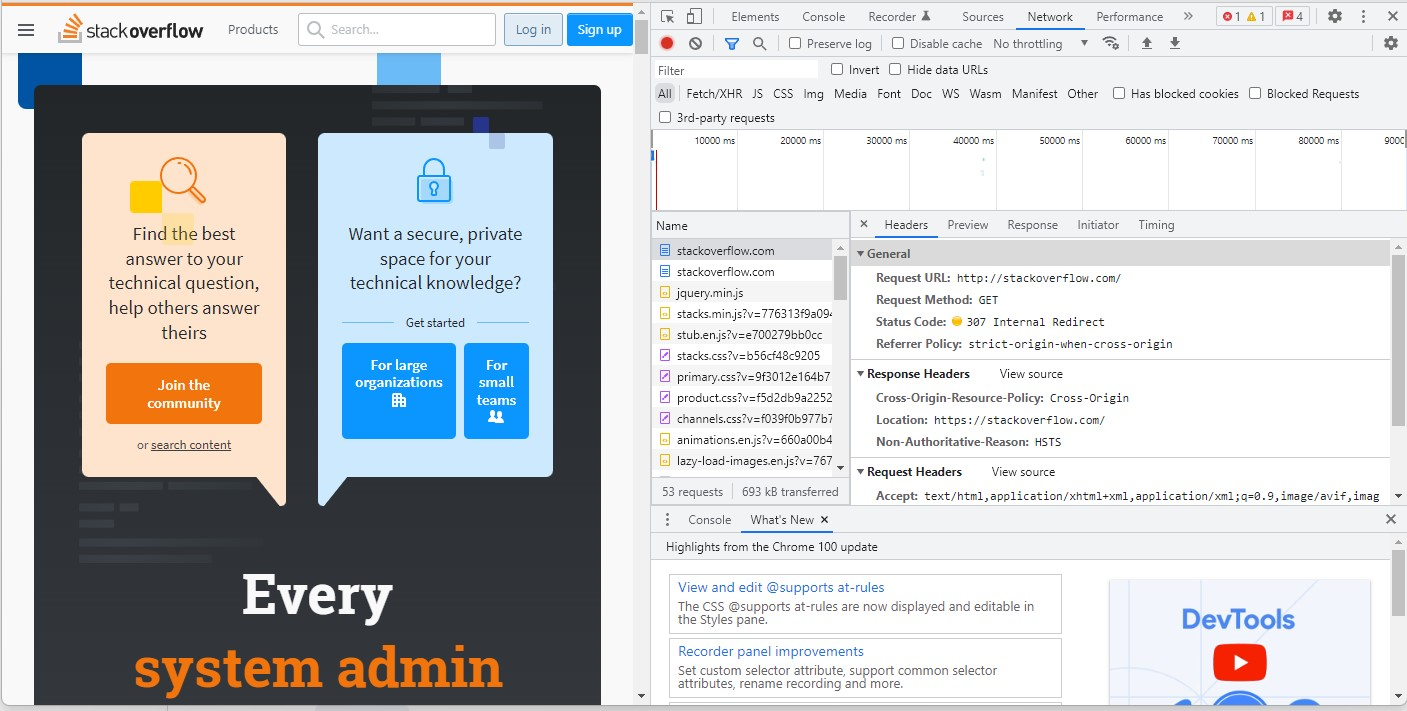 stackoverflow
Products
Search...
Log in
Sign up
Find the best
answer to your
technical question,
help others answer
theirs
Join the
community
or search content
Want a secure, private
space for your
technical knowledge?
Get started
For large
organizations
For
small
teams
Every
system admin
Elements Console Recorder Sources Network Performance 1 1 4
Preserve log Disable cache No throttling
Filter Invert Hide data URLs
All Fetch/XHR JS CSS Img Media Font Doc WS Wasm Manifest Other Has blocked cookies Blocked Requests
3rd-party requests
10000 ms 20000 ms 30000 ms 40000 ms 50000 ms 60000 ms 70000 ms 80000 ms 9000
Name
stackoverflow.com
stackoverflow.com
jquery.min.js
stacks.min.js?v=776313f9a094
stub.en.js?v=e700279bb0cc
stacks.css?v=b56cf48c9205
primary.css?v=9f3012e164b7
product.css?v=f5d2db9a2252
channels.css?v=f039f0b977b7
animations.en.js?v=660a00b4
lazy-load-images.en.js?v=767
53 requests 693 kB transferred
Headers Preview Response Initiator Timing
General
Request URL: http://stackoverflow.com/
Request Method: GET
Status Code: 307 Internal Redirect
Referrer Policy: strict-origin-when-cross-origin
Response Headers View source
Cross-Origin-Resource-Policy: Cross-Origin
Location: https://stackoverflow.com/
Non-Authoritative-Reason: HSTS
Request Headers View source
Accept: text/html,application/xhtml+xml,application/xml;q=0.9,image/avif,imag
Console What's New
Highlights from the Chrome 100 update
View and edit @supports at-rules
The CSS @supports at-rules are now displayed and editable in
the Styles pane.
Recorder panel improvements
Set custom selector attribute, support common selector
attributes, rename recording and more.
DevTools